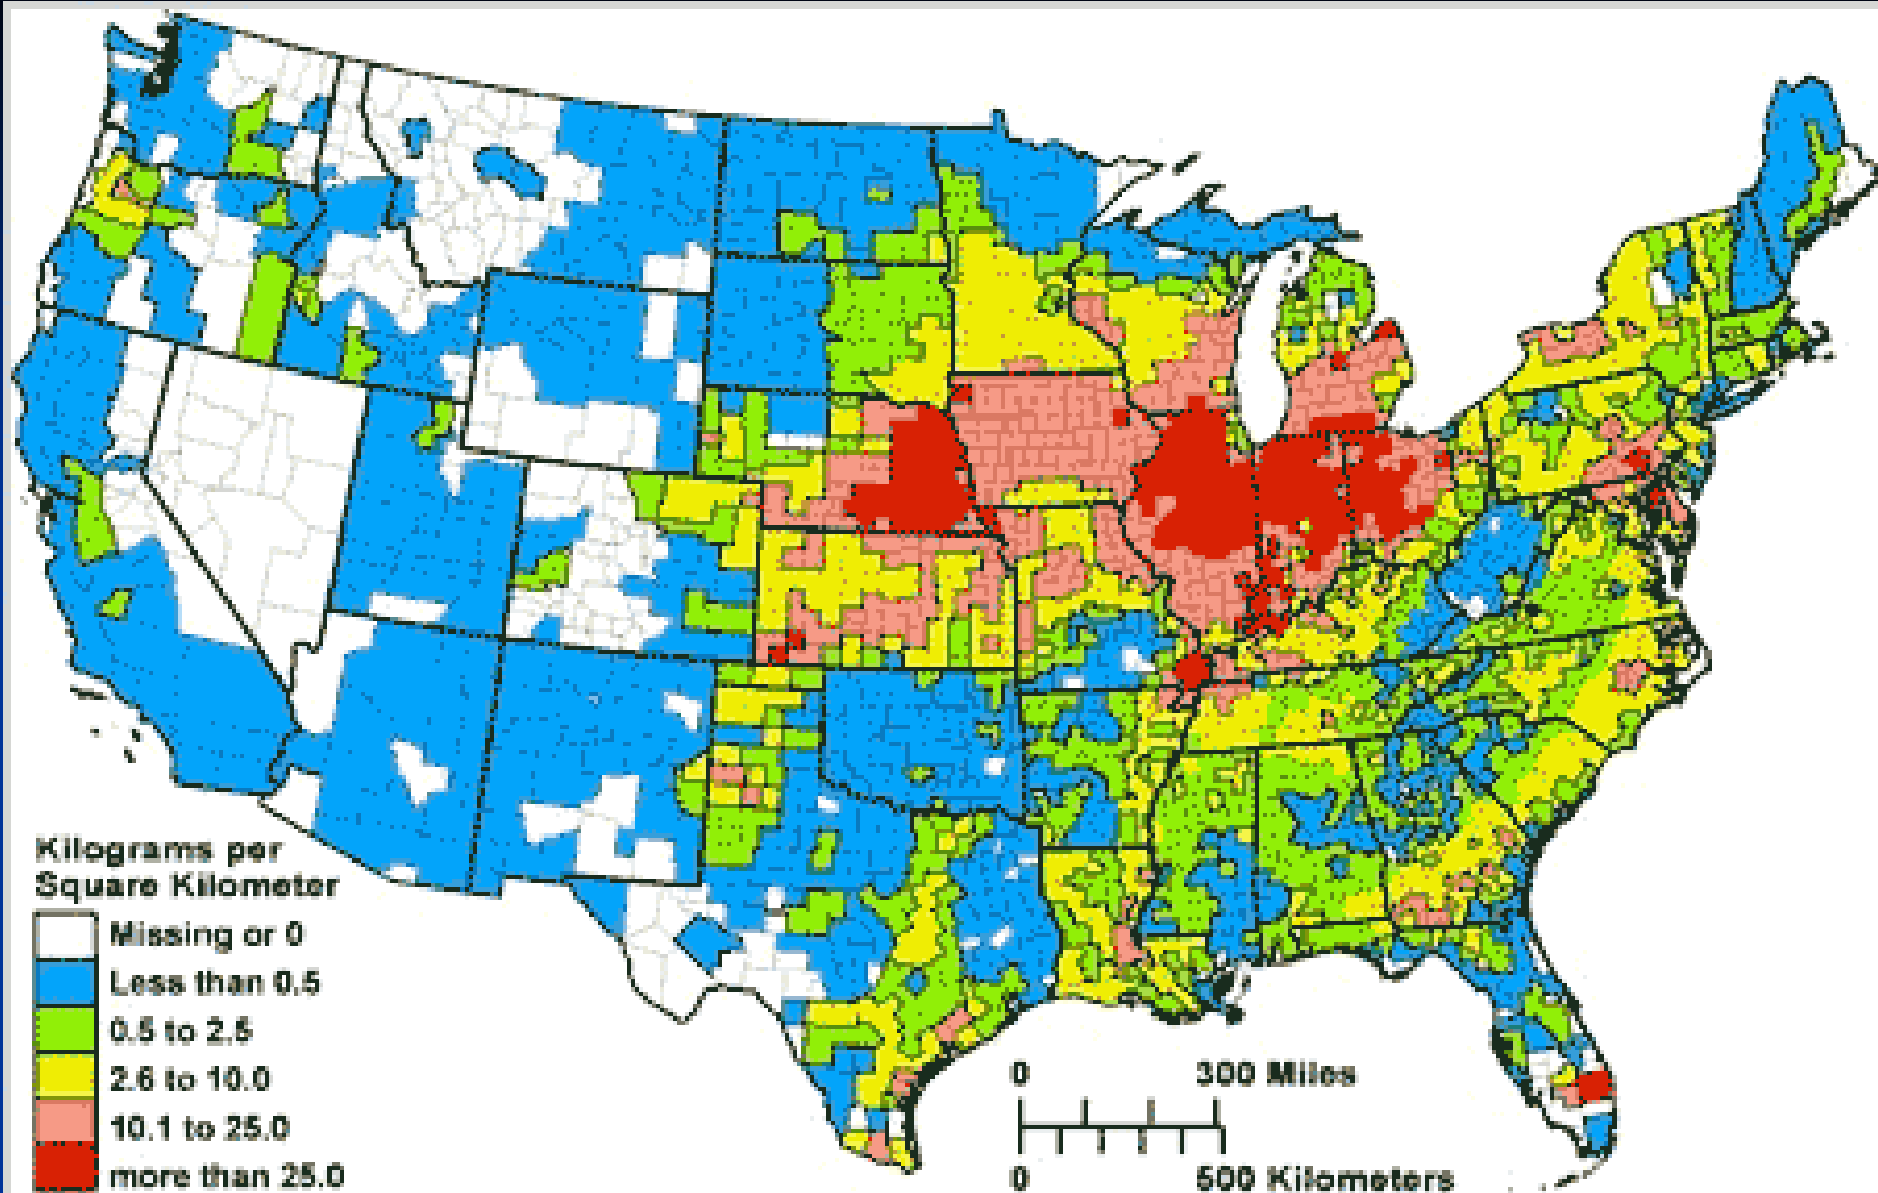 Kilograms per
Square Kilometer
Missing or 0
Less than 0.5
0.5 to 2.5
2.6 to 10.0
10.1 to 25.0
more than 25.0
0 300 Miles
0 500 Kilometers